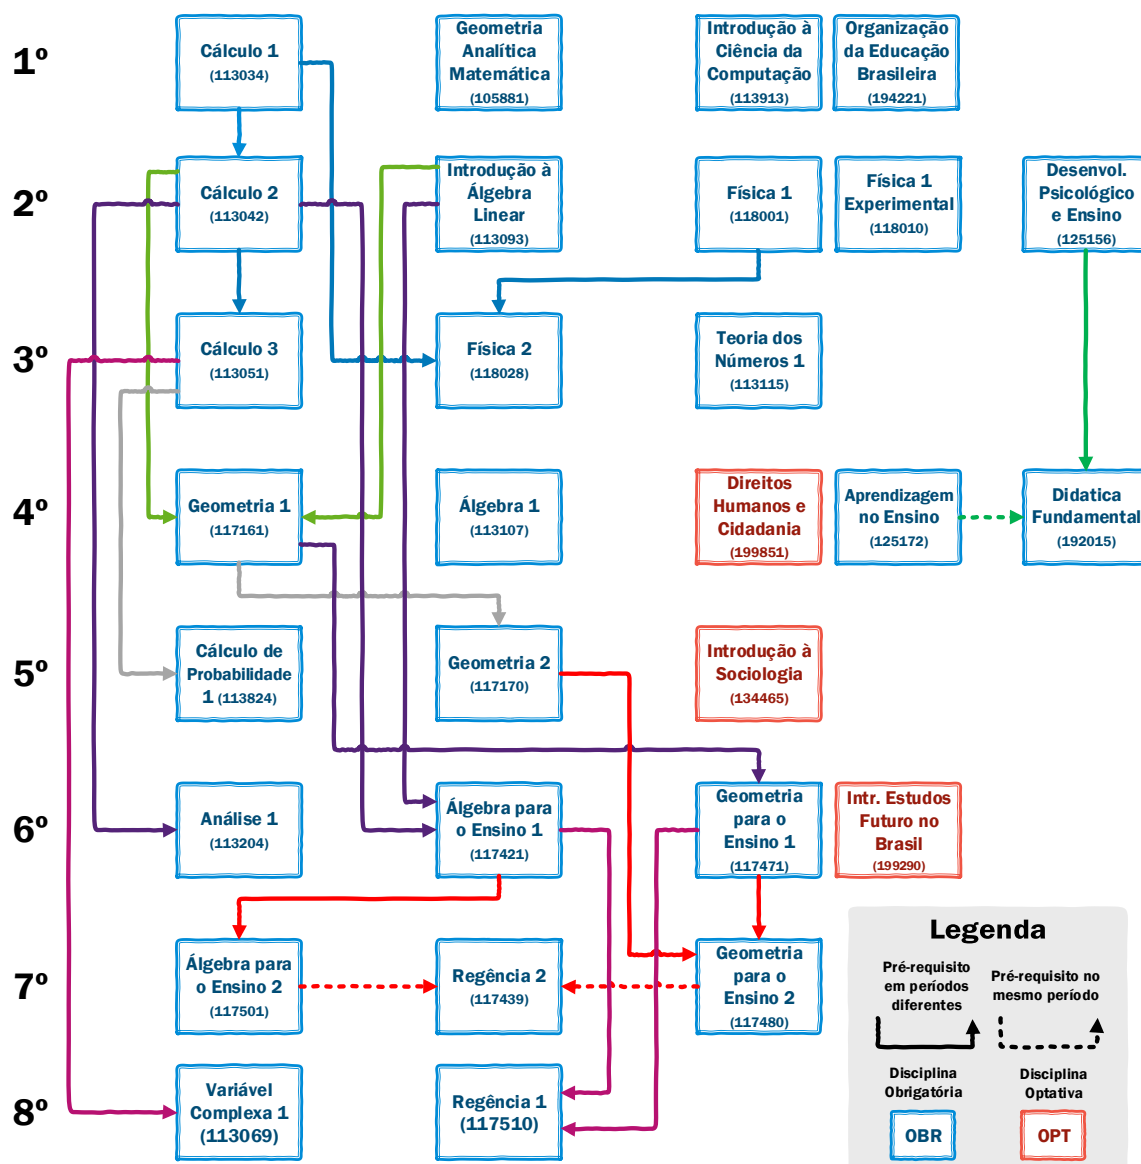 1º
Cálculo 1
(113034)
Geometria
Analítica
Matemática
(105881)
Introdução à
Ciência da
Computação
(113913)
Organização
da Educação
Brasileira
(194221)
2º
Cálculo 2
(113042)
Introdução à
Álgebra
Linear
(113093)
Física 1
(118001)
Física 1
Experimental
(118010)
Desenvol.
Psicológico
e Ensino
(125156)
3º
Cálculo 3
(113051)
Física 2
(118028)
Teoria dos
Números 1
(113115)
4º
Geometria 1
(117161)
Álgebra 1
(113107)
Direitos
Humanos e
Cidadania
(199851)
Aprendizagem
no Ensino
(125172)
Didatica
Fundamental
(192015)
5º
Cálculo de
Probabilidade
1 (113824)
Geometria 2
(117170)
Introdução à
Sociologia
(134465)
6º
Análise 1
(113204)
Álgebra para
o Ensino 1
(117421)
Geometria
para o
Ensino 1
(117471)
Intr. Estudos
Futuro no
Brasil
(199290)
7º
Álgebra para
o Ensino 2
(117501)
Regência 2
(117439)
Geometria
para o
Ensino 2
(117480)
8º
Variável
Complexa 1
(113069)
Regência 1
(117510)
Legenda
Pré-requisito
em períodos
diferentes
Pré-requisito no
mesmo período
Disciplina
Obrigatória
Disciplina
Optativa
OBR
OPT